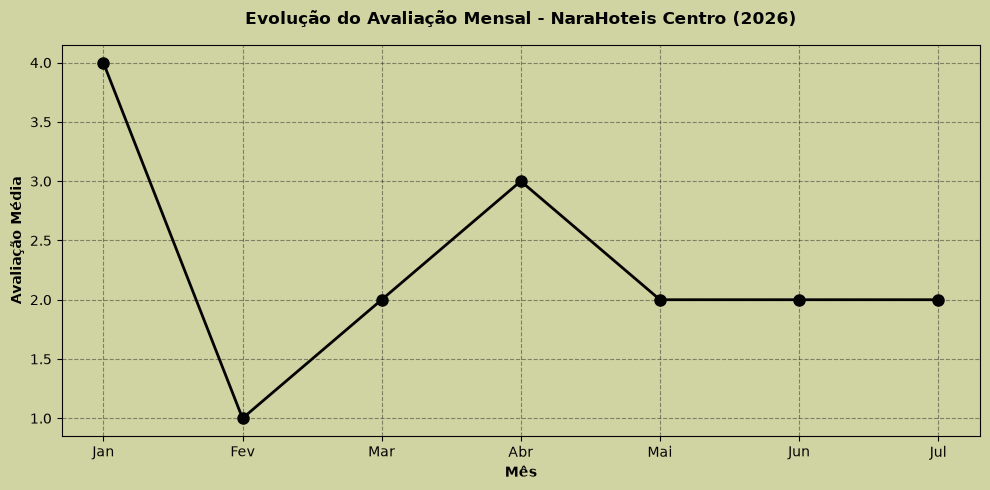 Evolução do Avaliação Mensal - NaraHoteis Centro (2026)
Avaliação Média
4.0
3.5
3.0
2.5
2.0
1.5
1.0
Jan Fev Mar Abr Mai Jun Jul
Mês